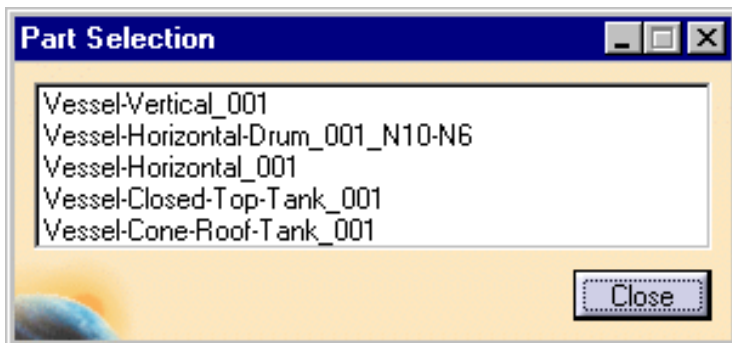 Part Selection
Vessel-Vertical_001
Vessel-Horizontal-Drum_001_N10-N6
Vessel-Horizontal_001
Vessel-Closed-Top-Tank_001
Vessel-Cone-Roof-Tank_001
Close